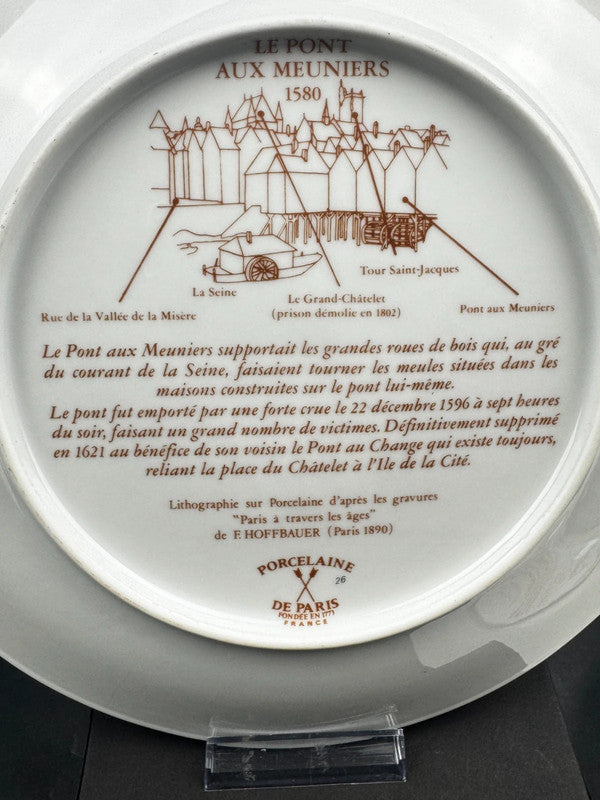 LE PONT
AUX MEUNIERS
1580
Tour Saint-Jacques
La Seine
Le Grand-Châtelet
Rue de la Vallée de la Misère
(prison démolie en 1802)
Pont aux Meuniers
Le Pont aux Meuniers supportait les grandes roues de bois qui, au gré
du courant de la Seine, faisaient tourner les meules situées dans les
maisons construites sur le pont lui-même.
Le pont fut emporté par une forte crue le 22 décembre 1596 à sept heures
du soir, faisant un grand nombre de victimes. Définitivement supprimé
en 1621 au bénéfice de son voisin le Pont au Change qui existe toujours,
reliant la place du Châtelet à l'Ile de la Cité.
Lithographie sur Porcelaine d'après les gravures
"Paris à travers les âges"
de F. HOFFBAUER (Paris 1890)
PORCELAINE
26
DE PARIS
FONDÉE EN 1773
FRANCE